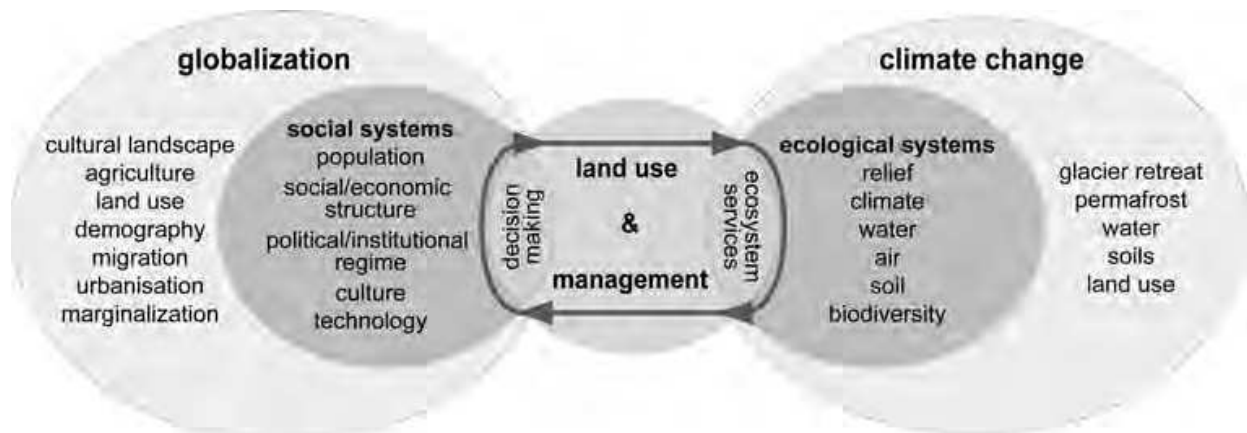 globalization
cultural landscape
agriculture
land use
demography
migration
urbanisation
marginalization
social systems
population
social/economic
structure
political/institutional
regime
culture
technology
decision
making
land use
&
management
ecosystem
services
climate change
ecological systems
relief
climate
water
air
soil
biodiversity
glacier retreat
permafrost
water
soils
land use